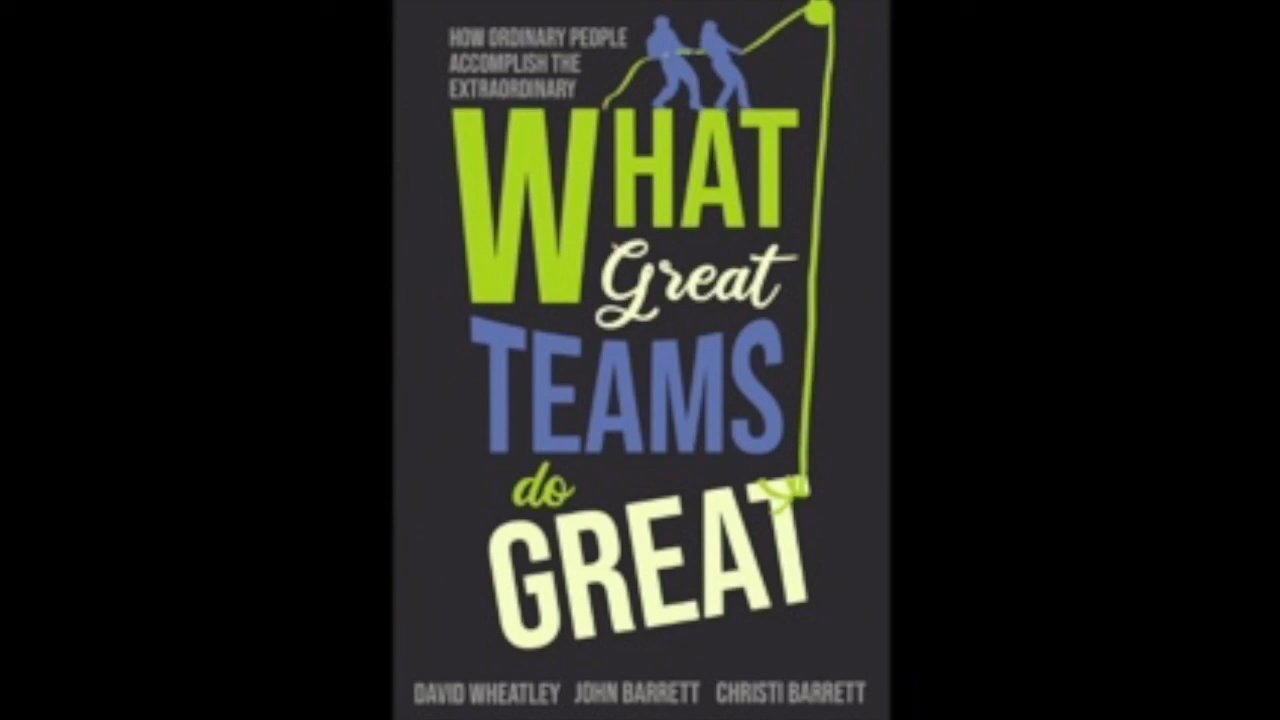 HOW ORDINARY PEOPLE
ACCOMPLISH THE
EXTRAORDINARY
WHAT
Great
TEAMS
do
GREAT
DAVID WHEATLEY JOHN BARRETT CHRISTI BARRETT